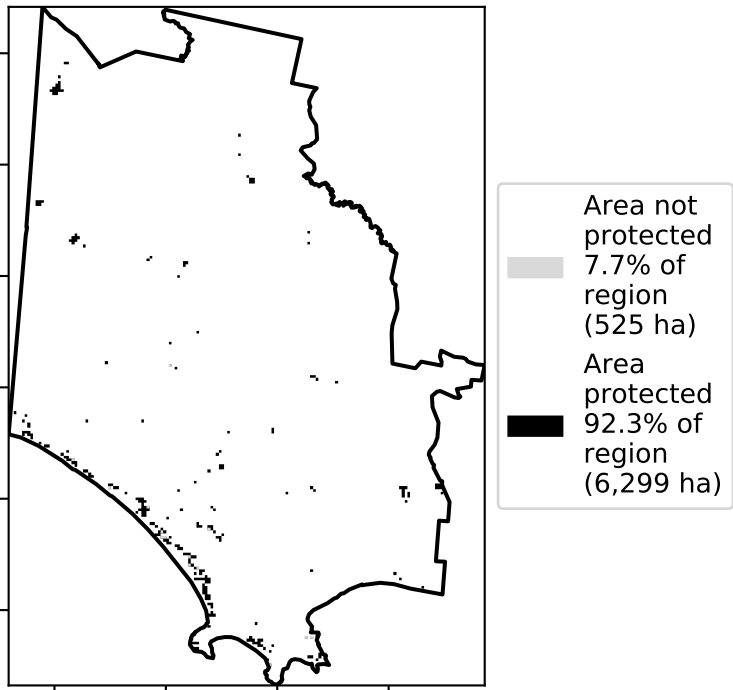 Area not
protected
7.7% of
region
(525 ha)
Area
protected
92.3% of
region
(6,299 ha)